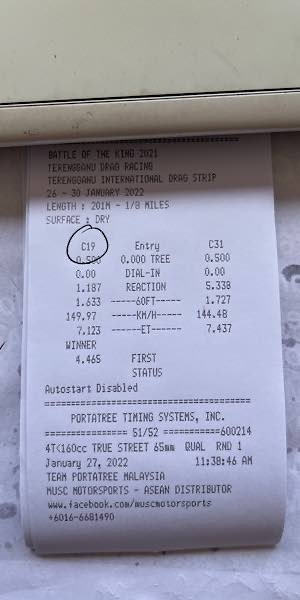 BATTLE OF THE KING 2021
TERENGGANU DRAG RACING
TERENGGANU INTERNATIONAL DRAG STRIP
26 - 30 JANUARY 2022
LENGTH : 201M - 1/8 MILES
SURFACE : DRY
C19 Entry C31
0.500 0.000 TREE 0.500
0.00 DIAL-IN 0.00
1.187 REACTION 5.338
1.633 -----60FT----- 1.727
149.97 -----KM/H----- 144.48
7.123 ------ET------ 7.437
WINNER
4.465 FIRST
STATUS
Autostart Disabled
========================================
PORTATREE TIMING SYSTEMS, INC.
================ 51/52 ==========600214
4T<160cc TRUE STREET 65mm QUAL RND 1
January 27, 2022 11:38:46 AM
TEAM PORTATREE MALAYSIA
MUSC MOTORSPORTS - ASEAN DISTRIBUTOR
www.facebook.com/muscmotorsports
+6016-6681490